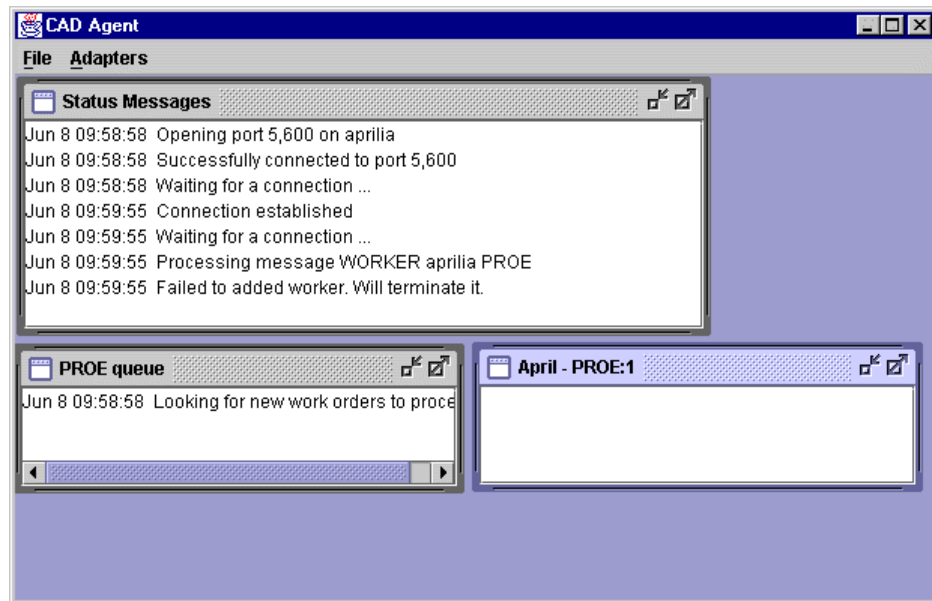 CAD Agent
File Adapters
Status Messages
Jun 8 09:58:58 Opening port 5,600 on aprilia
Jun 8 09:58:58 Successfully connected to port 5,600
Jun 8 09:58:58 Waiting for a connection ...
Jun 8 09:59:55 Connection established
Jun 8 09:59:55 Waiting for a connection ...
Jun 8 09:59:55 Processing message WORKER aprilia PROE
Jun 8 09:59:55 Failed to added worker. Will terminate it.
PROE queue
Jun 8 09:58:58 Looking for new work orders to proce
April - PROE:1